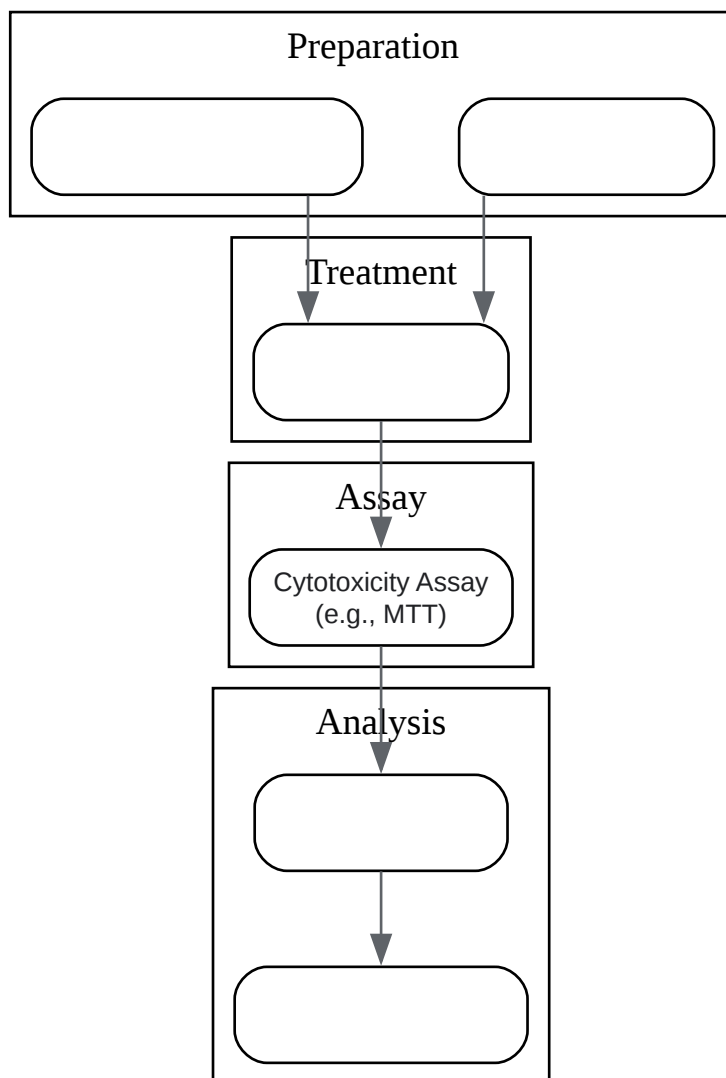 Preparation
Treatment
Assay
Cytotoxicity Assay
(e.g., MTT)
Analysis